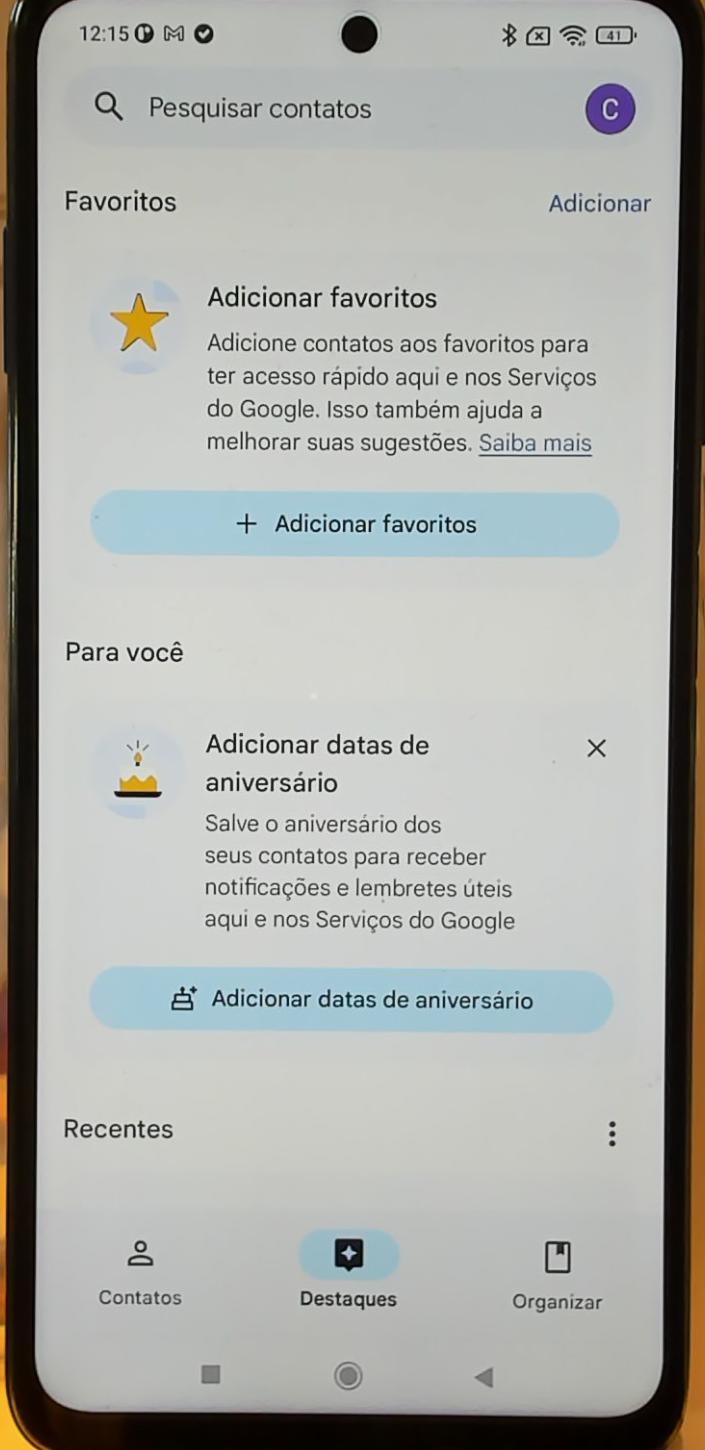 12:15
41
Pesquisar contatos
C
Favoritos
Adicionar
Adicionar favoritos
Adicione contatos aos favoritos para
ter acesso rápido aqui e nos Serviços
do Google. Isso também ajuda a
melhorar suas sugestões. Saiba mais
+ Adicionar favoritos
Para você
Adicionar datas de
aniversário
Salve o aniversário dos
seus contatos para receber
notificações e lembretes úteis
aqui e nos Serviços do Google
Adicionar datas de aniversário
Recentes
Contatos
Destaques
Organizar